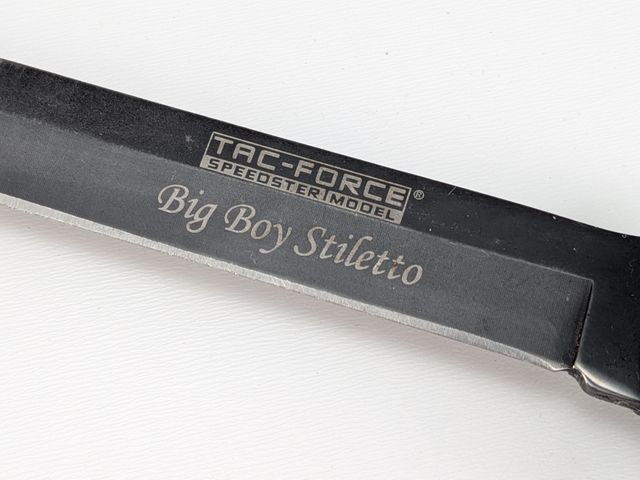 TAC-FORCE®
SPEEDSTER MODEL
Big Boy Stiletto